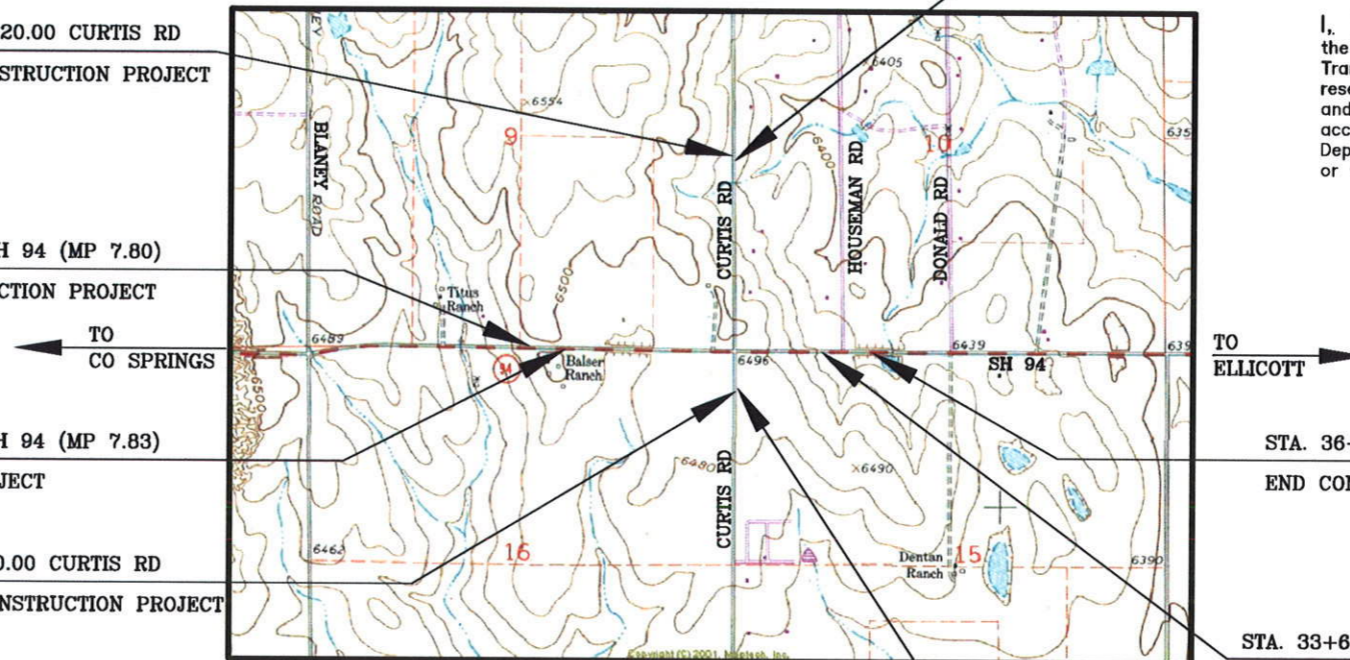 20.00 CURTIS RD
STRUCTION PROJECT
H 94 (MP 7.80)
CTION PROJECT
TO
CO SPRINGS
H 94 (MP 7.83)
JECT
0.00 CURTIS RD
NSTRUCTION PROJECT
BLANEY ROAD
6554
9
6405
6400
10
635
CURTIS RD
HOUSEMAN RD
DONALD RD
6500
Titus
Ranch
6489
6500
M
Balser
Ranch
6496
6439
SH 94
639
6480
6490
CURTIS RD
6462
16
Dentan
Ranch
15
6390
Copyright (C) 2001, Maptech, Inc.
TO
ELLICOTT
STA. 36+
END CON
STA. 33+6
I,.
the
Tran
rese
and
acc
Dep
or